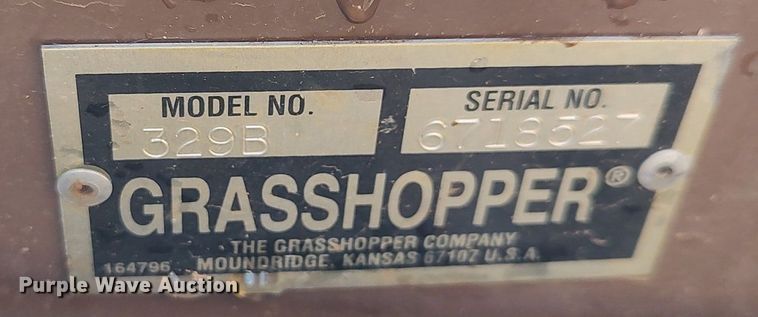 MODEL NO. SERIAL NO.
329B 6718527
GRASSHOPPER®
THE GRASSHOPPER COMPANY
164796 MOUNDRIDGE, KANSAS 67107 U.S.A.
Purple Wave Auction